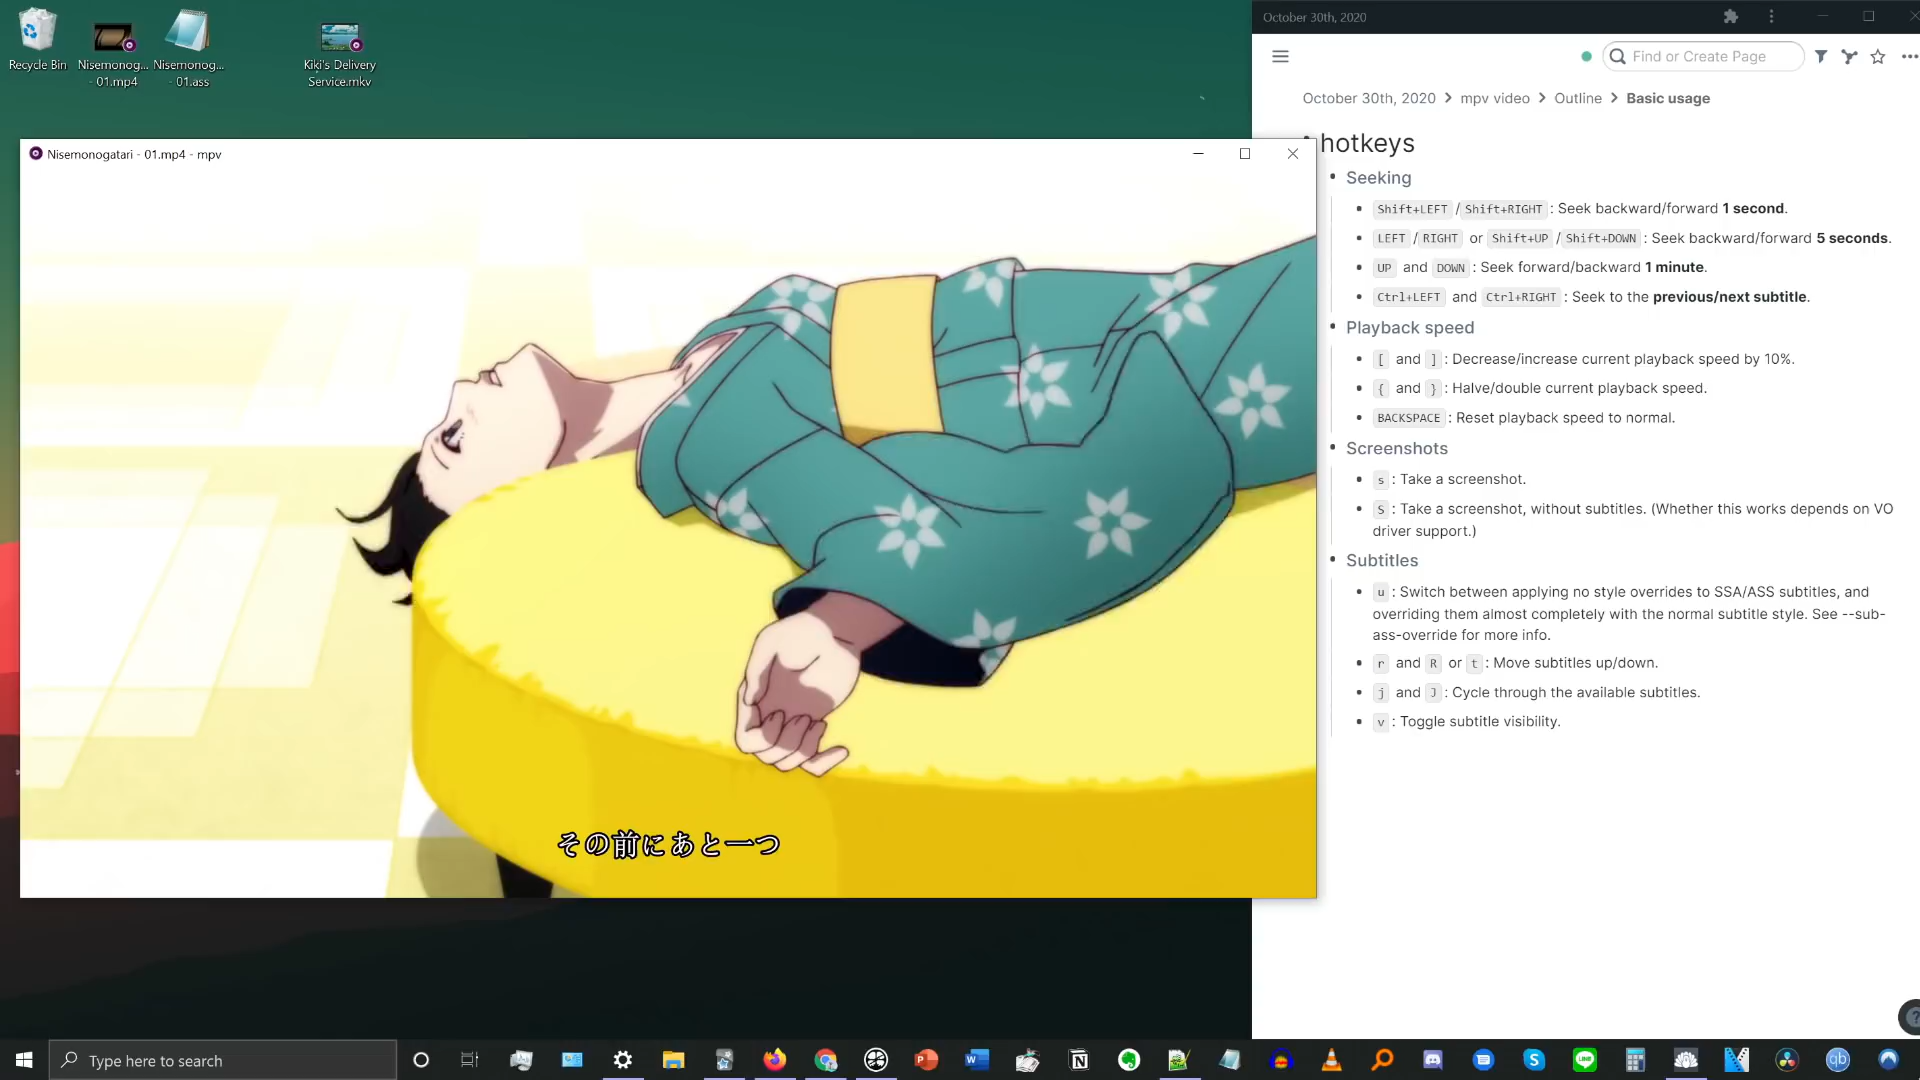 Recycle Bin
Nisemonog...
- 01.mp4
Nisemonog...
- 01.ass
Kiki's Delivery
Service.mkv
October 30th, 2020
Find or Create Page
October 30th, 2020 > mpv video > Outline > Basic usage
Nisemonogatari - 01.mp4 - mpv
その前にあと一つ
hotkeys
Seeking
Shift+LEFT / Shift+RIGHT : Seek backward/forward 1 second.
LEFT / RIGHT or Shift+UP / Shift+DOWN : Seek backward/forward 5 seconds.
UP and DOWN : Seek forward/backward 1 minute.
Ctrl+LEFT and Ctrl+RIGHT : Seek to the previous/next subtitle.
Playback speed
[ and ] : Decrease/increase current playback speed by 10%.
{ and } : Halve/double current playback speed.
BACKSPACE : Reset playback speed to normal.
Screenshots
s : Take a screenshot.
S : Take a screenshot, without subtitles. (Whether this works depends on VO
driver support.)
Subtitles
u : Switch between applying no style overrides to SSA/ASS subtitles, and
overriding them almost completely with the normal subtitle style. See --sub-
ass-override for more info.
r and R or t : Move subtitles up/down.
j and J : Cycle through the available subtitles.
v : Toggle subtitle visibility.
Type here to search